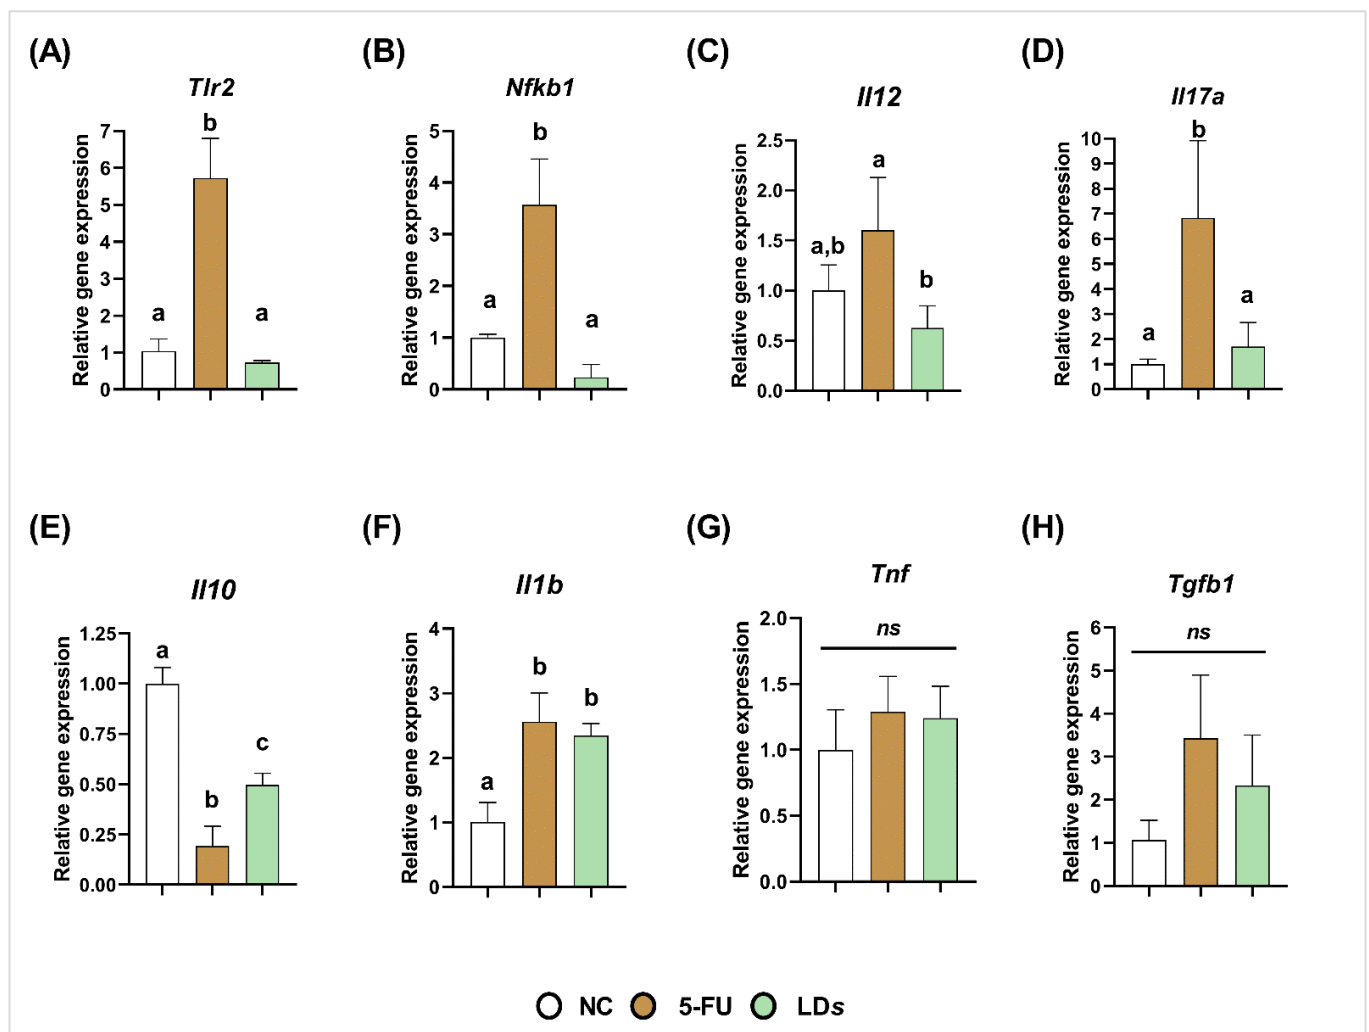 (A) (B) (C) (D)
Tlr2 Nfkb1 Il12 Il17a
Relative gene expression
7
6
5
4
3
2
1
0
a b a
Relative gene expression
5
4
3
2
1
0
a b a
Relative gene expression
2.5
2.0
1.5
1.0
0.5
0.0
a,b a b
Relative gene expression
10
9
8
7
6
5
4
3
2
1
0
a b a
(E) (F) (G) (H)
Il10 Il1b Tnf Tgfb1
Relative gene expression
1.25
1.00
0.75
0.50
0.25
0.00
a b c
Relative gene expression
4
3
2
1
0
a b b
Relative gene expression
2.0
1.5
1.0
0.5
0.0
ns
Relative gene expression
6
5
4
3
2
1
0
ns
NC 5-FU LDs